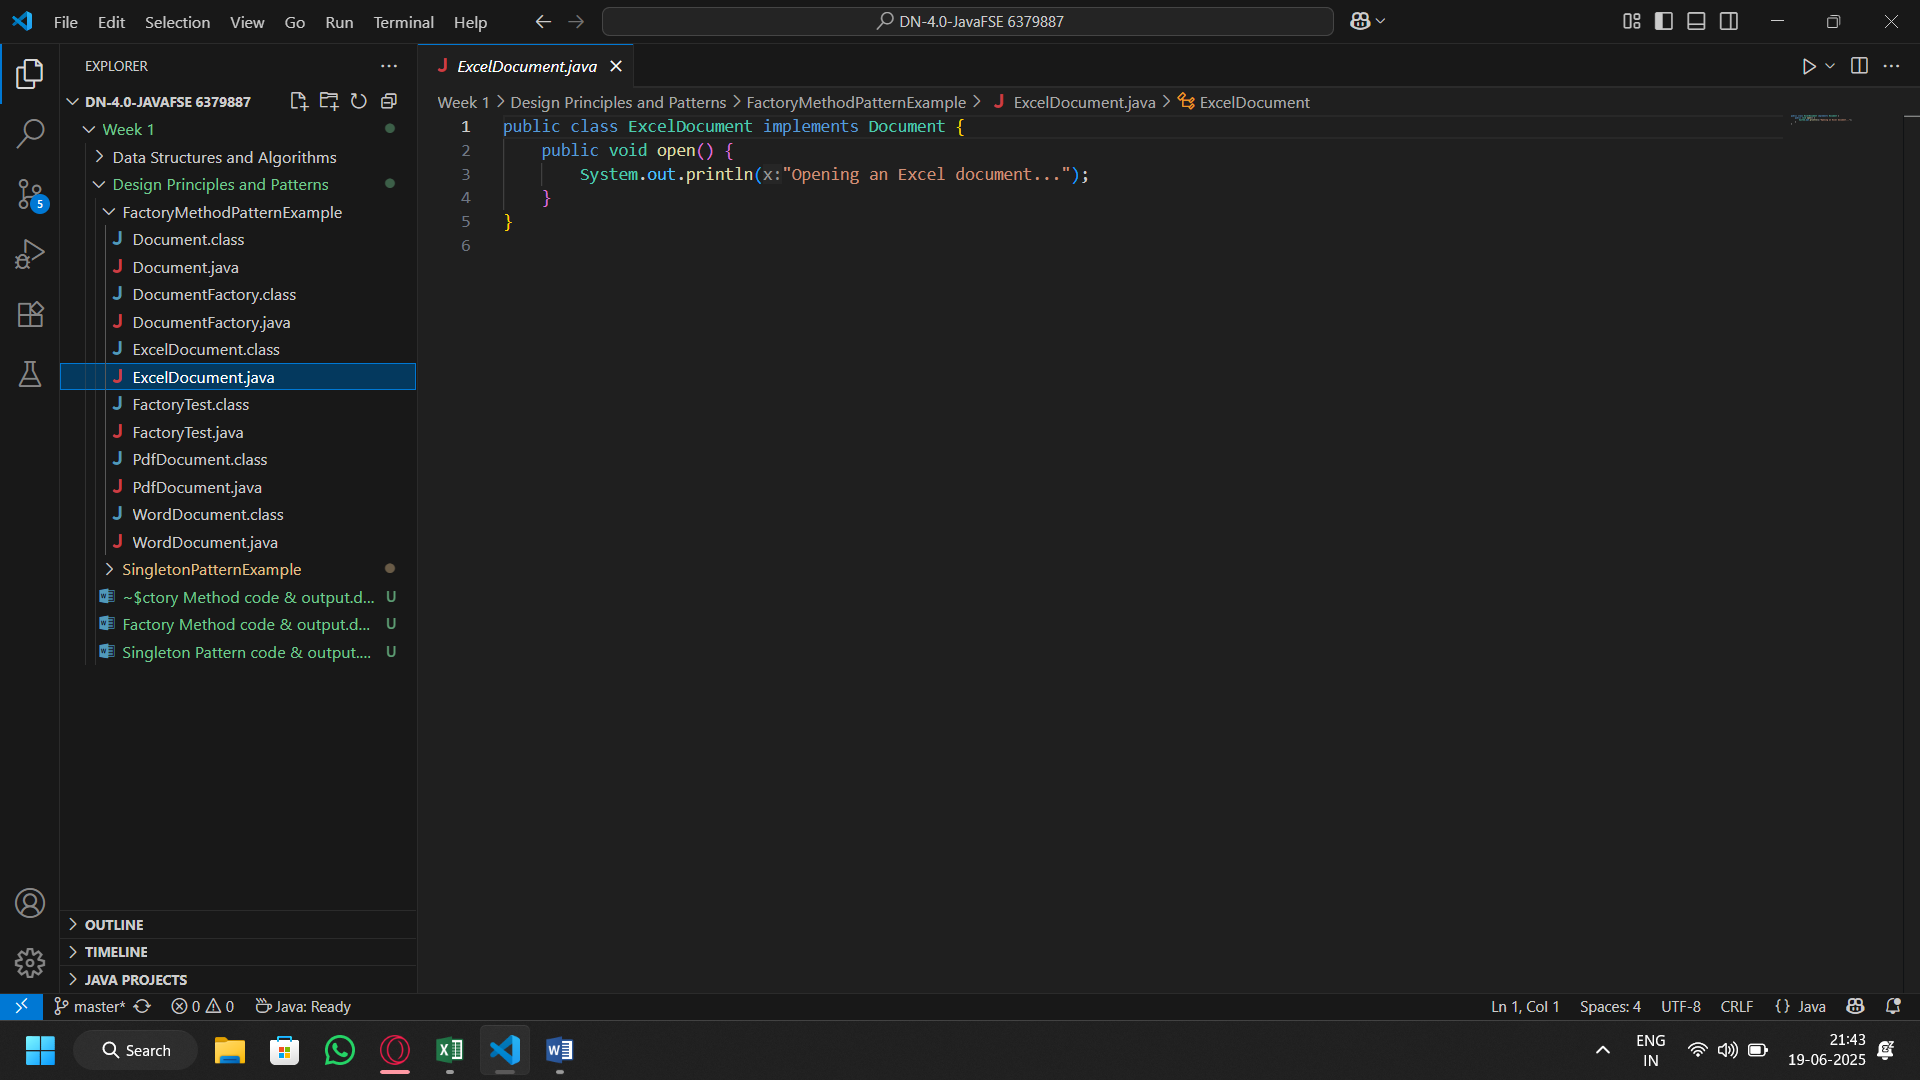 File Edit Selection View Go Run Terminal Help
DN-4.0-JavaFSE 6379887
EXPLORER
DN-4.0-JAVAFSE 6379887
Week 1
Data Structures and Algorithms
Design Principles and Patterns
FactoryMethodPatternExample
Document.class
Document.java
DocumentFactory.class
DocumentFactory.java
ExcelDocument.class
ExcelDocument.java
FactoryTest.class
FactoryTest.java
PdfDocument.class
PdfDocument.java
WordDocument.class
WordDocument.java
SingletonPatternExample
~$ctory Method code & output.d... U
Factory Method code & output.d... U
Singleton Pattern code & output.... U
OUTLINE
TIMELINE
JAVA PROJECTS
5
ExcelDocument.java
Week 1 > Design Principles and Patterns > FactoryMethodPatternExample > ExcelDocument.java > ExcelDocument
1 public class ExcelDocument implements Document {
2 public void open() {
3 System.out.println(x:"Opening an Excel document...");
4 }
5 }
6
master* 0 0 Java: Ready
Ln 1, Col 1 Spaces: 4 UTF-8 CRLF {} Java
Search
ENG
IN
21:43
19-06-2025